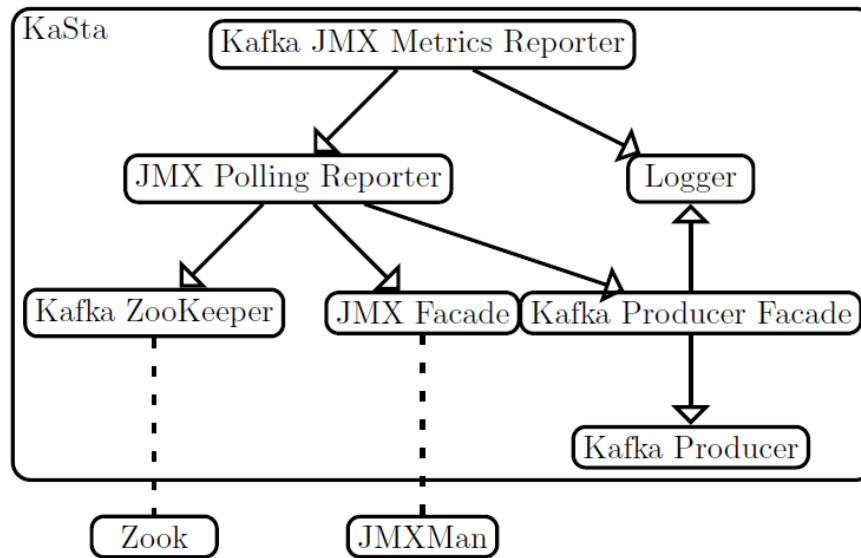 KaSta
Kafka JMX Metrics Reporter
JMX Polling Reporter
Logger
Kafka ZooKeeper
JMX Facade
Kafka Producer Facade
Kafka Producer
Zook
JMXMan